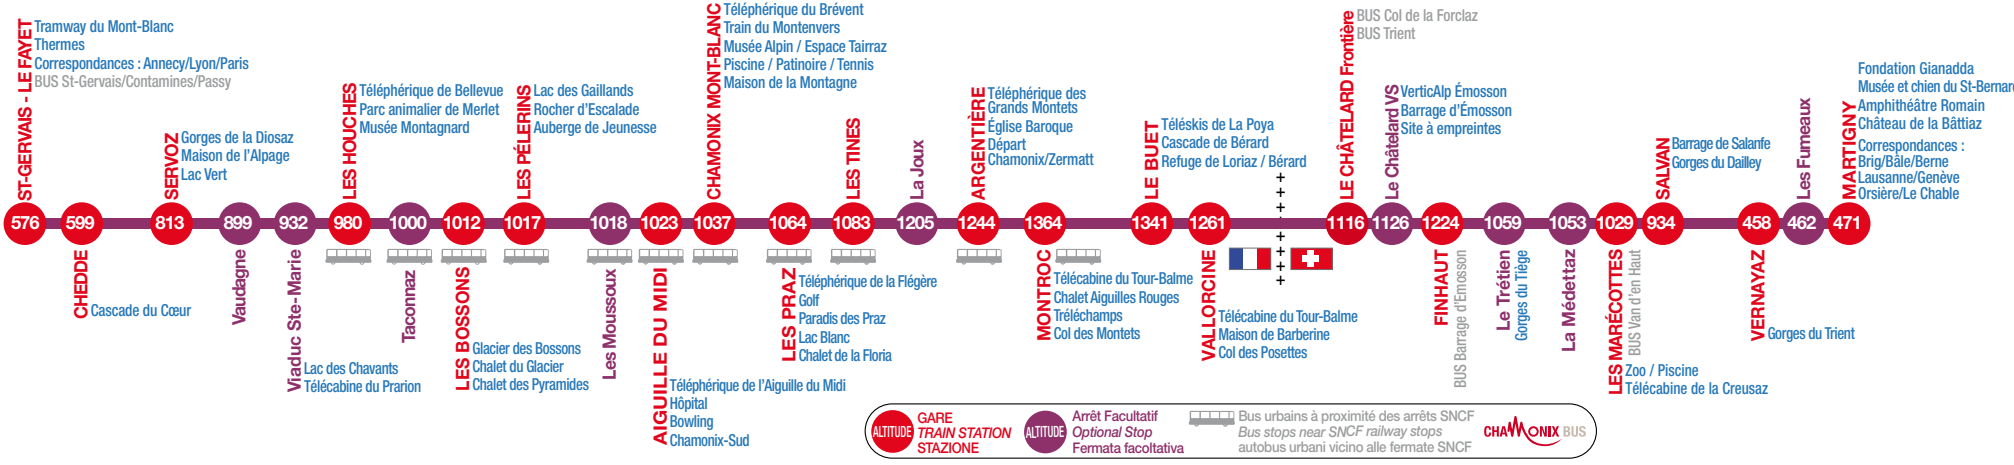 ST-GERVAIS - LE FAYET
Tramway du Mont-Blanc
Thermes
Correspondances : Annecy/Lyon/Paris
BUS St-Gervais/Contamines/Passy
576
599
CHEDDE
Cascade du Cœur
SERVOZ
Gorges de la Diosaz
Maison de l'Alpage
Lac Vert
813
899
Vaudagne
932
Viaduc Ste-Marie
Lac des Chavants
Télécabine du Prarion
LES HOUCHES
Téléphérique de Bellevue
Parc animalier de Merlet
Musée Montagnard
980
1000
Taconnaz
1012
LES BOSSONS
Glacier des Bossons
Chalet du Glacier
Chalet des Pyramides
LES PÉLERINS
Lac des Gaillands
Rocher d'Escalade
Auberge de Jeunesse
1017
1018
Les Moussoux
1023
AIGUILLE DU MIDI
Téléphérique de l'Aiguille du Midi
Hôpital
Bowling
Chamonix-Sud
CHAMONIX MONT-BLANC
Téléphérique du Brévent
Train du Montenvers
Musée Alpin / Espace Tairraz
Piscine / Patinoire / Tennis
Maison de la Montagne
1037
1064
LES PRAZ
Téléphérique de la Flégère
Golf
Paradis des Praz
Lac Blanc
Chalet de la Floria
LES TINES
1083
La Joux
1205
ARGENTIÈRE
Téléphérique des
Grands Montets
Église Baroque
Départ
Chamonix/Zermatt
1244
1364
MONTROC
Télécabine du Tour-Balme
Chalet Aiguilles Rouges
Tréléchamps
Col des Montets
LE BUET
Téléskis de La Poya
Cascade de Bérard
Refuge de Loriaz / Bérard
1341
1261
VALLORCINE
Télécabine du Tour-Balme
Maison de Barberine
Col des Posettes
LE CHÂTELARD Frontière
BUS Col de la Forclaz
BUS Trient
1116
Le Châtelard VS
VerticAlp Émosson
Barrage d'Émosson
Site à empreintes
1126
1224
FINHAUT
BUS Barrage d'Emosson
1059
Le Trétien
Gorges du Tiège
1053
La Médettaz
1029
LES MARÉCOTTES
BUS Van d'en Haut
Zoo / Piscine
Télécabine de la Creusaz
SALVAN
Barrage de Salanfe
Gorges du Dailley
934
458
VERNAYAZ
Gorges du Trient
Les Fumeaux
462
MARTIGNY
Fondation Gianadda
Musée et chien du St-Bernard
Amphithéâtre Romain
Château de la Bâttiaz
Correspondances :
Brig/Bâle/Berne
Lausanne/Genève
Orsière/Le Chable
471
ALTITUDE
GARE
TRAIN STATION
STAZIONE
ALTITUDE
Arrêt Facultatif
Optional Stop
Fermata facoltativa
Bus urbains à proximité des arrêts SNCF
Bus stops near SNCF railway stops
autobus urbani vicino alle fermate SNCF
CHAMONIX BUS